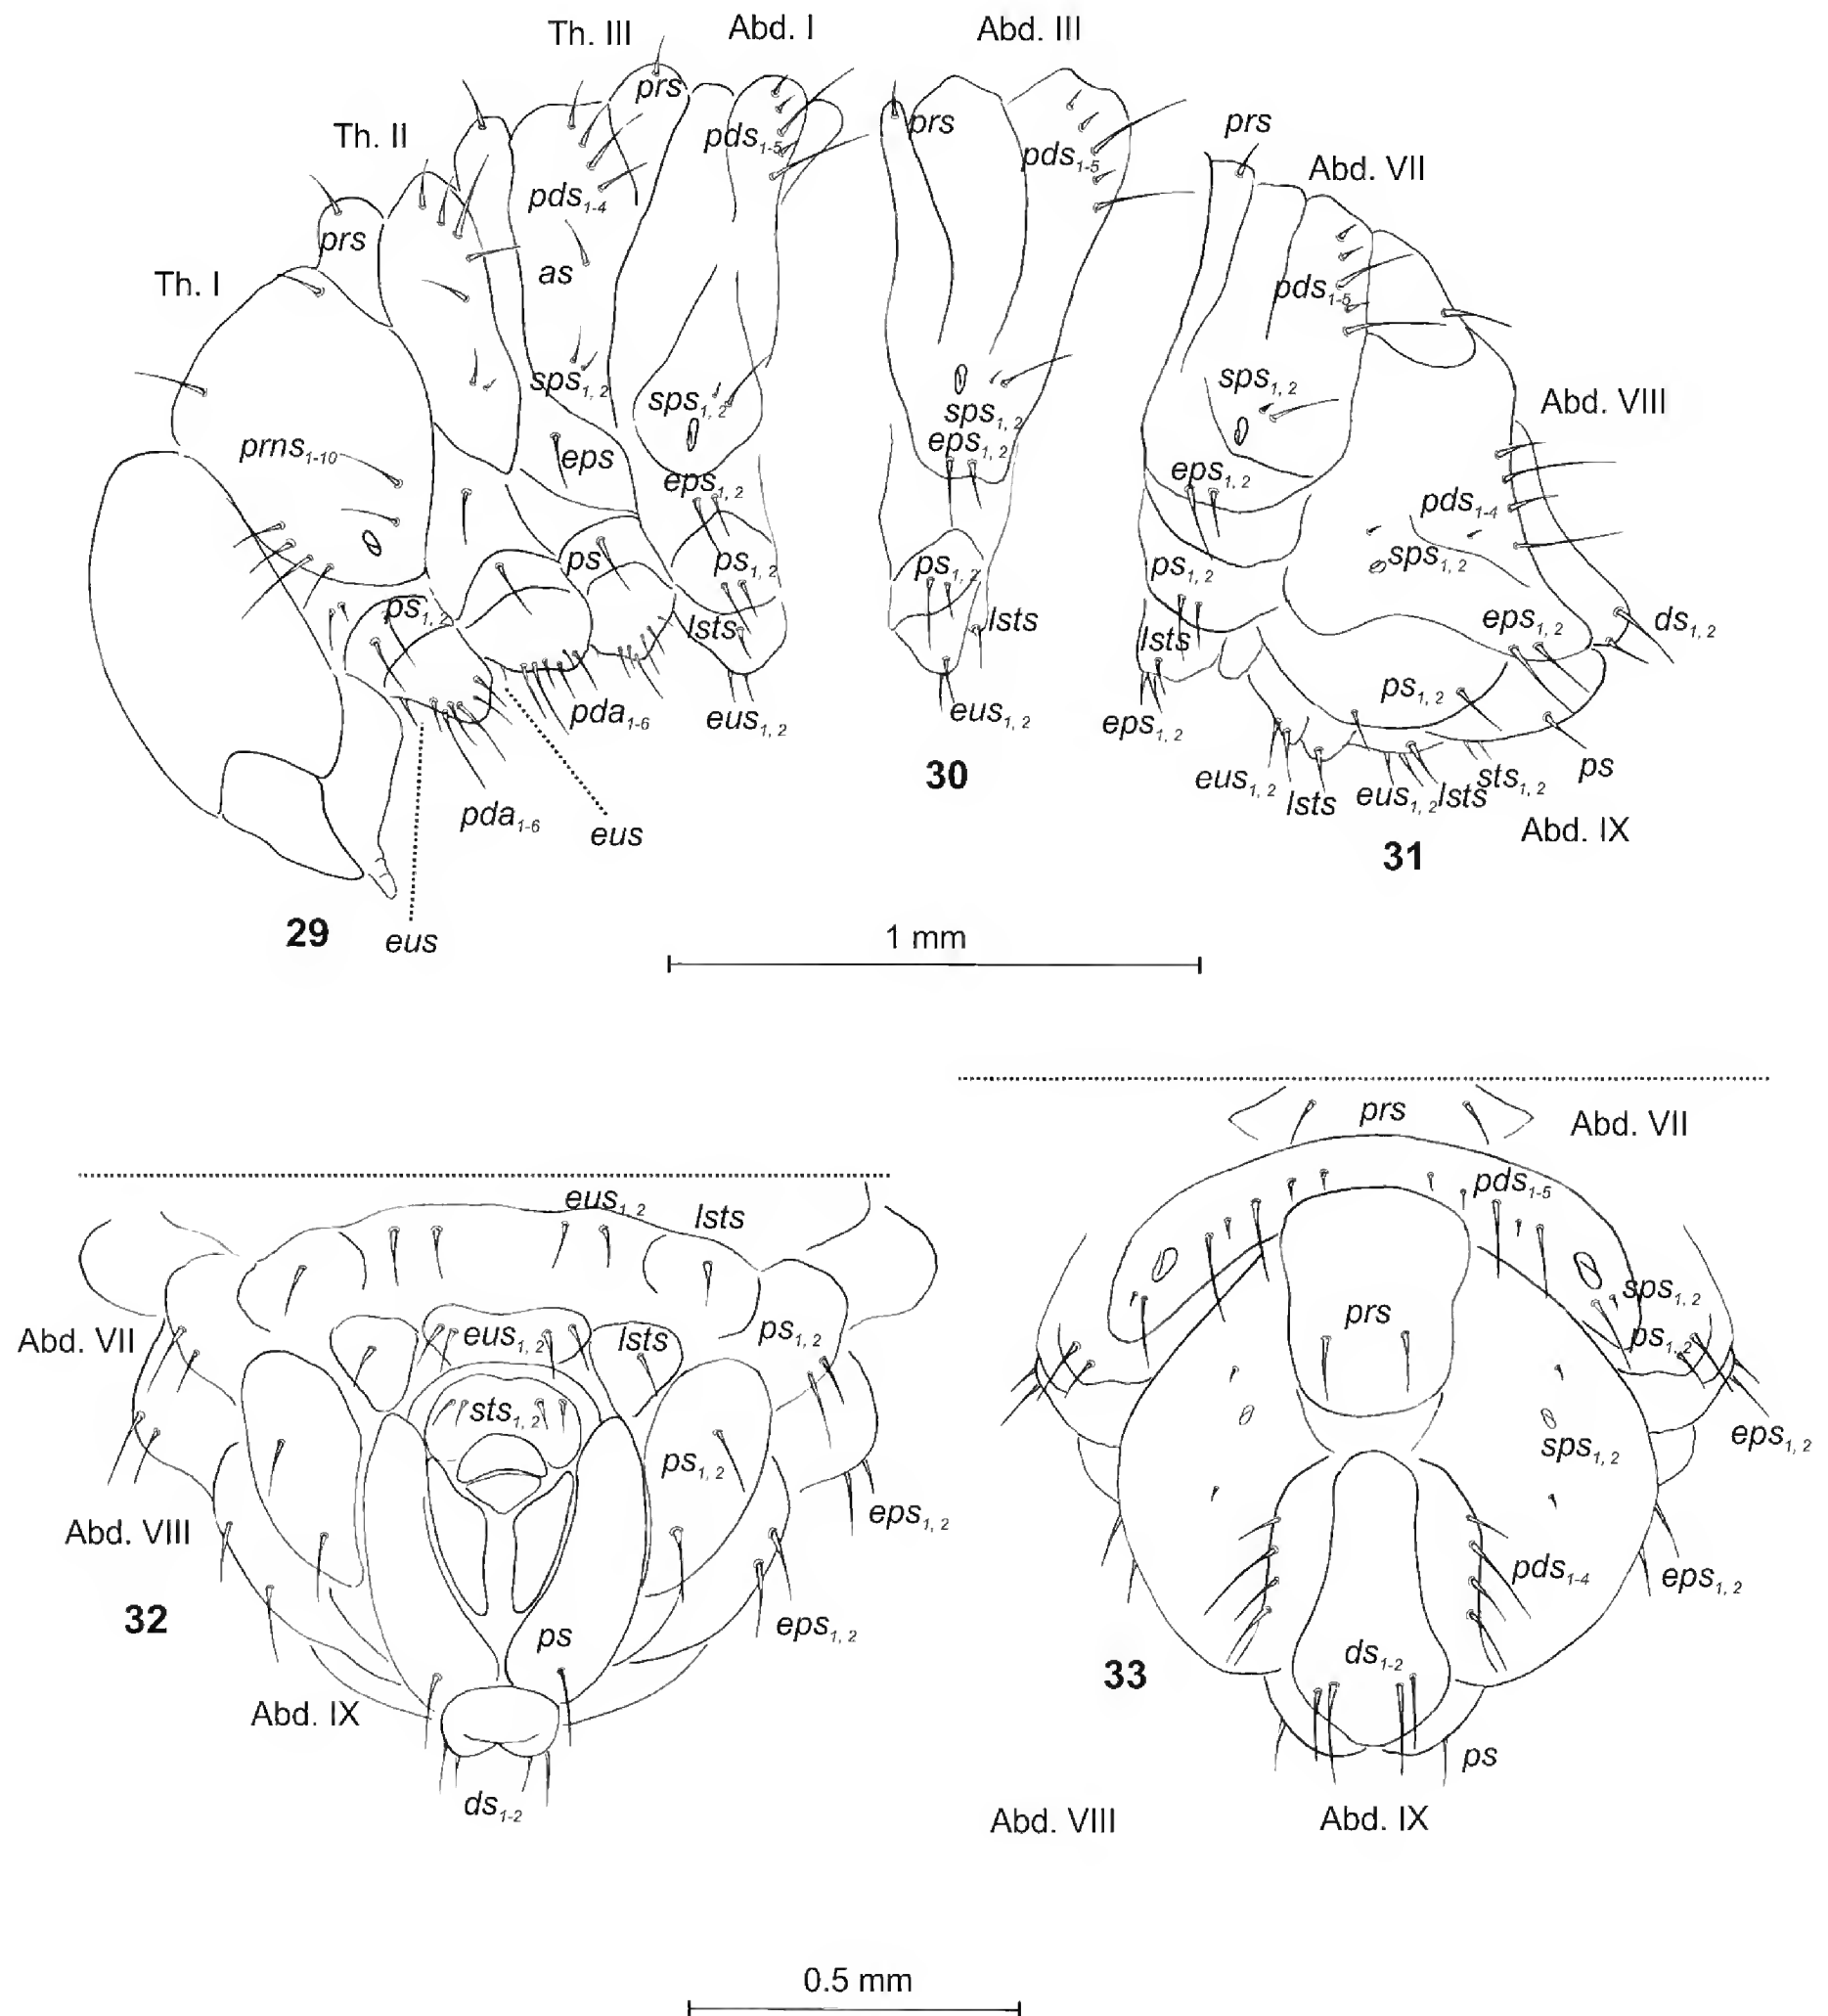 Th. III
Abd. I
Abd. III
prs
Th. II
pds1-5
prs
pds1-5
prs
Abd. VII
pds1-4
prs
Th. I
as
pds1-5
sps1, 2
sps1, 2
sps1, 2
sps1, 2
Abd. VIII
prns1-10
eps
eps1, 2
eps1, 2
eps1, 2
pds1-4
ps
ps1, 2
ps1, 2
ps1, 2
sps1, 2
ps1, 2
lsts
lsts
lsts
eps1, 2
ds1, 2
pda1-6
eus1, 2
eus1, 2
eps1, 2
ps1, 2
pda1-6
eus
30
eus1, 2
lsts
eus1, 2
lsts
sts1, 2
ps
Abd. IX
31
29
eus
1 mm
prs
Abd. VII
eus1, 2
lsts
pds1-5
Abd. VII
eus1, 2
lsts
ps1, 2
prs
sps1, 2
ps1, 2
sts1, 2
ps1, 2
eps1, 2
sps1, 2
eps1, 2
Abd. VIII
pds1-4
eps1, 2
32
ps
eps1, 2
ds1-2
33
Abd. IX
ps
ds1-2
Abd. VIII
Abd. IX
0.5 mm